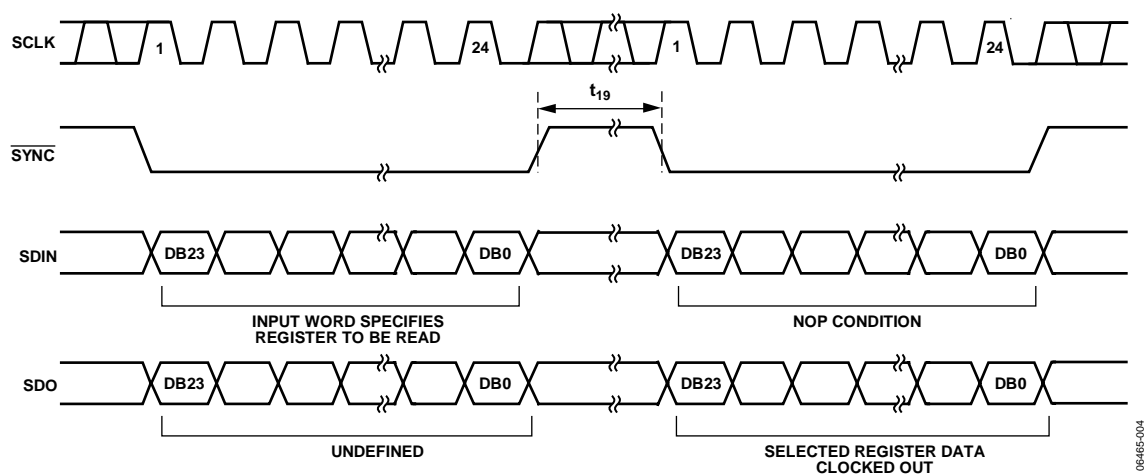 SCLK
1
24
1
24
t19
SYNC
SDIN
DB23
DB0
DB23
DB0
INPUT WORD SPECIFIES
REGISTER TO BE READ
NOP CONDITION
SDO
DB23
DB0
DB23
DB0
UNDEFINED
SELECTED REGISTER DATA
CLOCKED OUT
06465-004